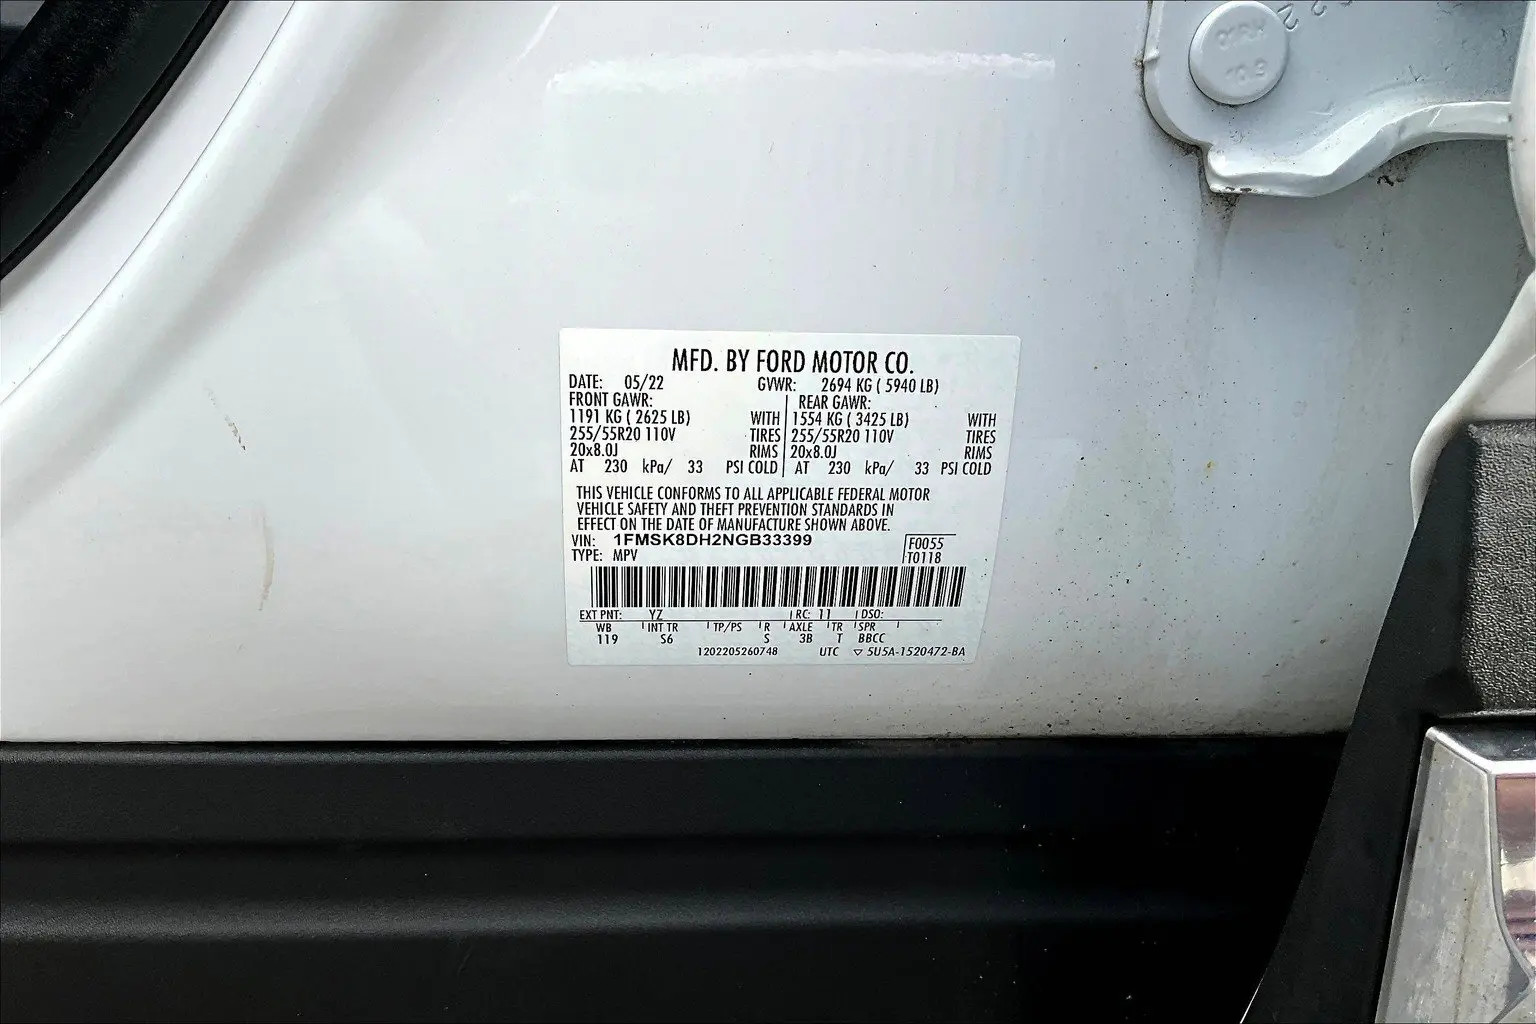 MFD. BY FORD MOTOR CO.
DATE: 05/22 GVWR: 2694 KG ( 5940 LB)
FRONT GAWR: REAR GAWR:
1191 KG ( 2625 LB) WITH 1554 KG ( 3425 LB) WITH
255/55R20 110V TIRES 255/55R20 110V TIRES
20x8.0J RIMS 20x8.0J RIMS
AT 230 kPa/ 33 PSI COLD AT 230 kPa/ 33 PSI COLD
THIS VEHICLE CONFORMS TO ALL APPLICABLE FEDERAL MOTOR
VEHICLE SAFETY AND THEFT PREVENTION STANDARDS IN
EFFECT ON THE DATE OF MANUFACTURE SHOWN ABOVE.
VIN: 1FMSK8DH2NGB33399 F0055
TYPE: MPV T0118
EXT PNT: YZ RC: 11 DSO:
WB INT TR TP/PS R AXLE TR SPR
119 S6 S 3B T BBCC
1202205260748 UTC ▽ 5U5A-1520472-BA
10.9